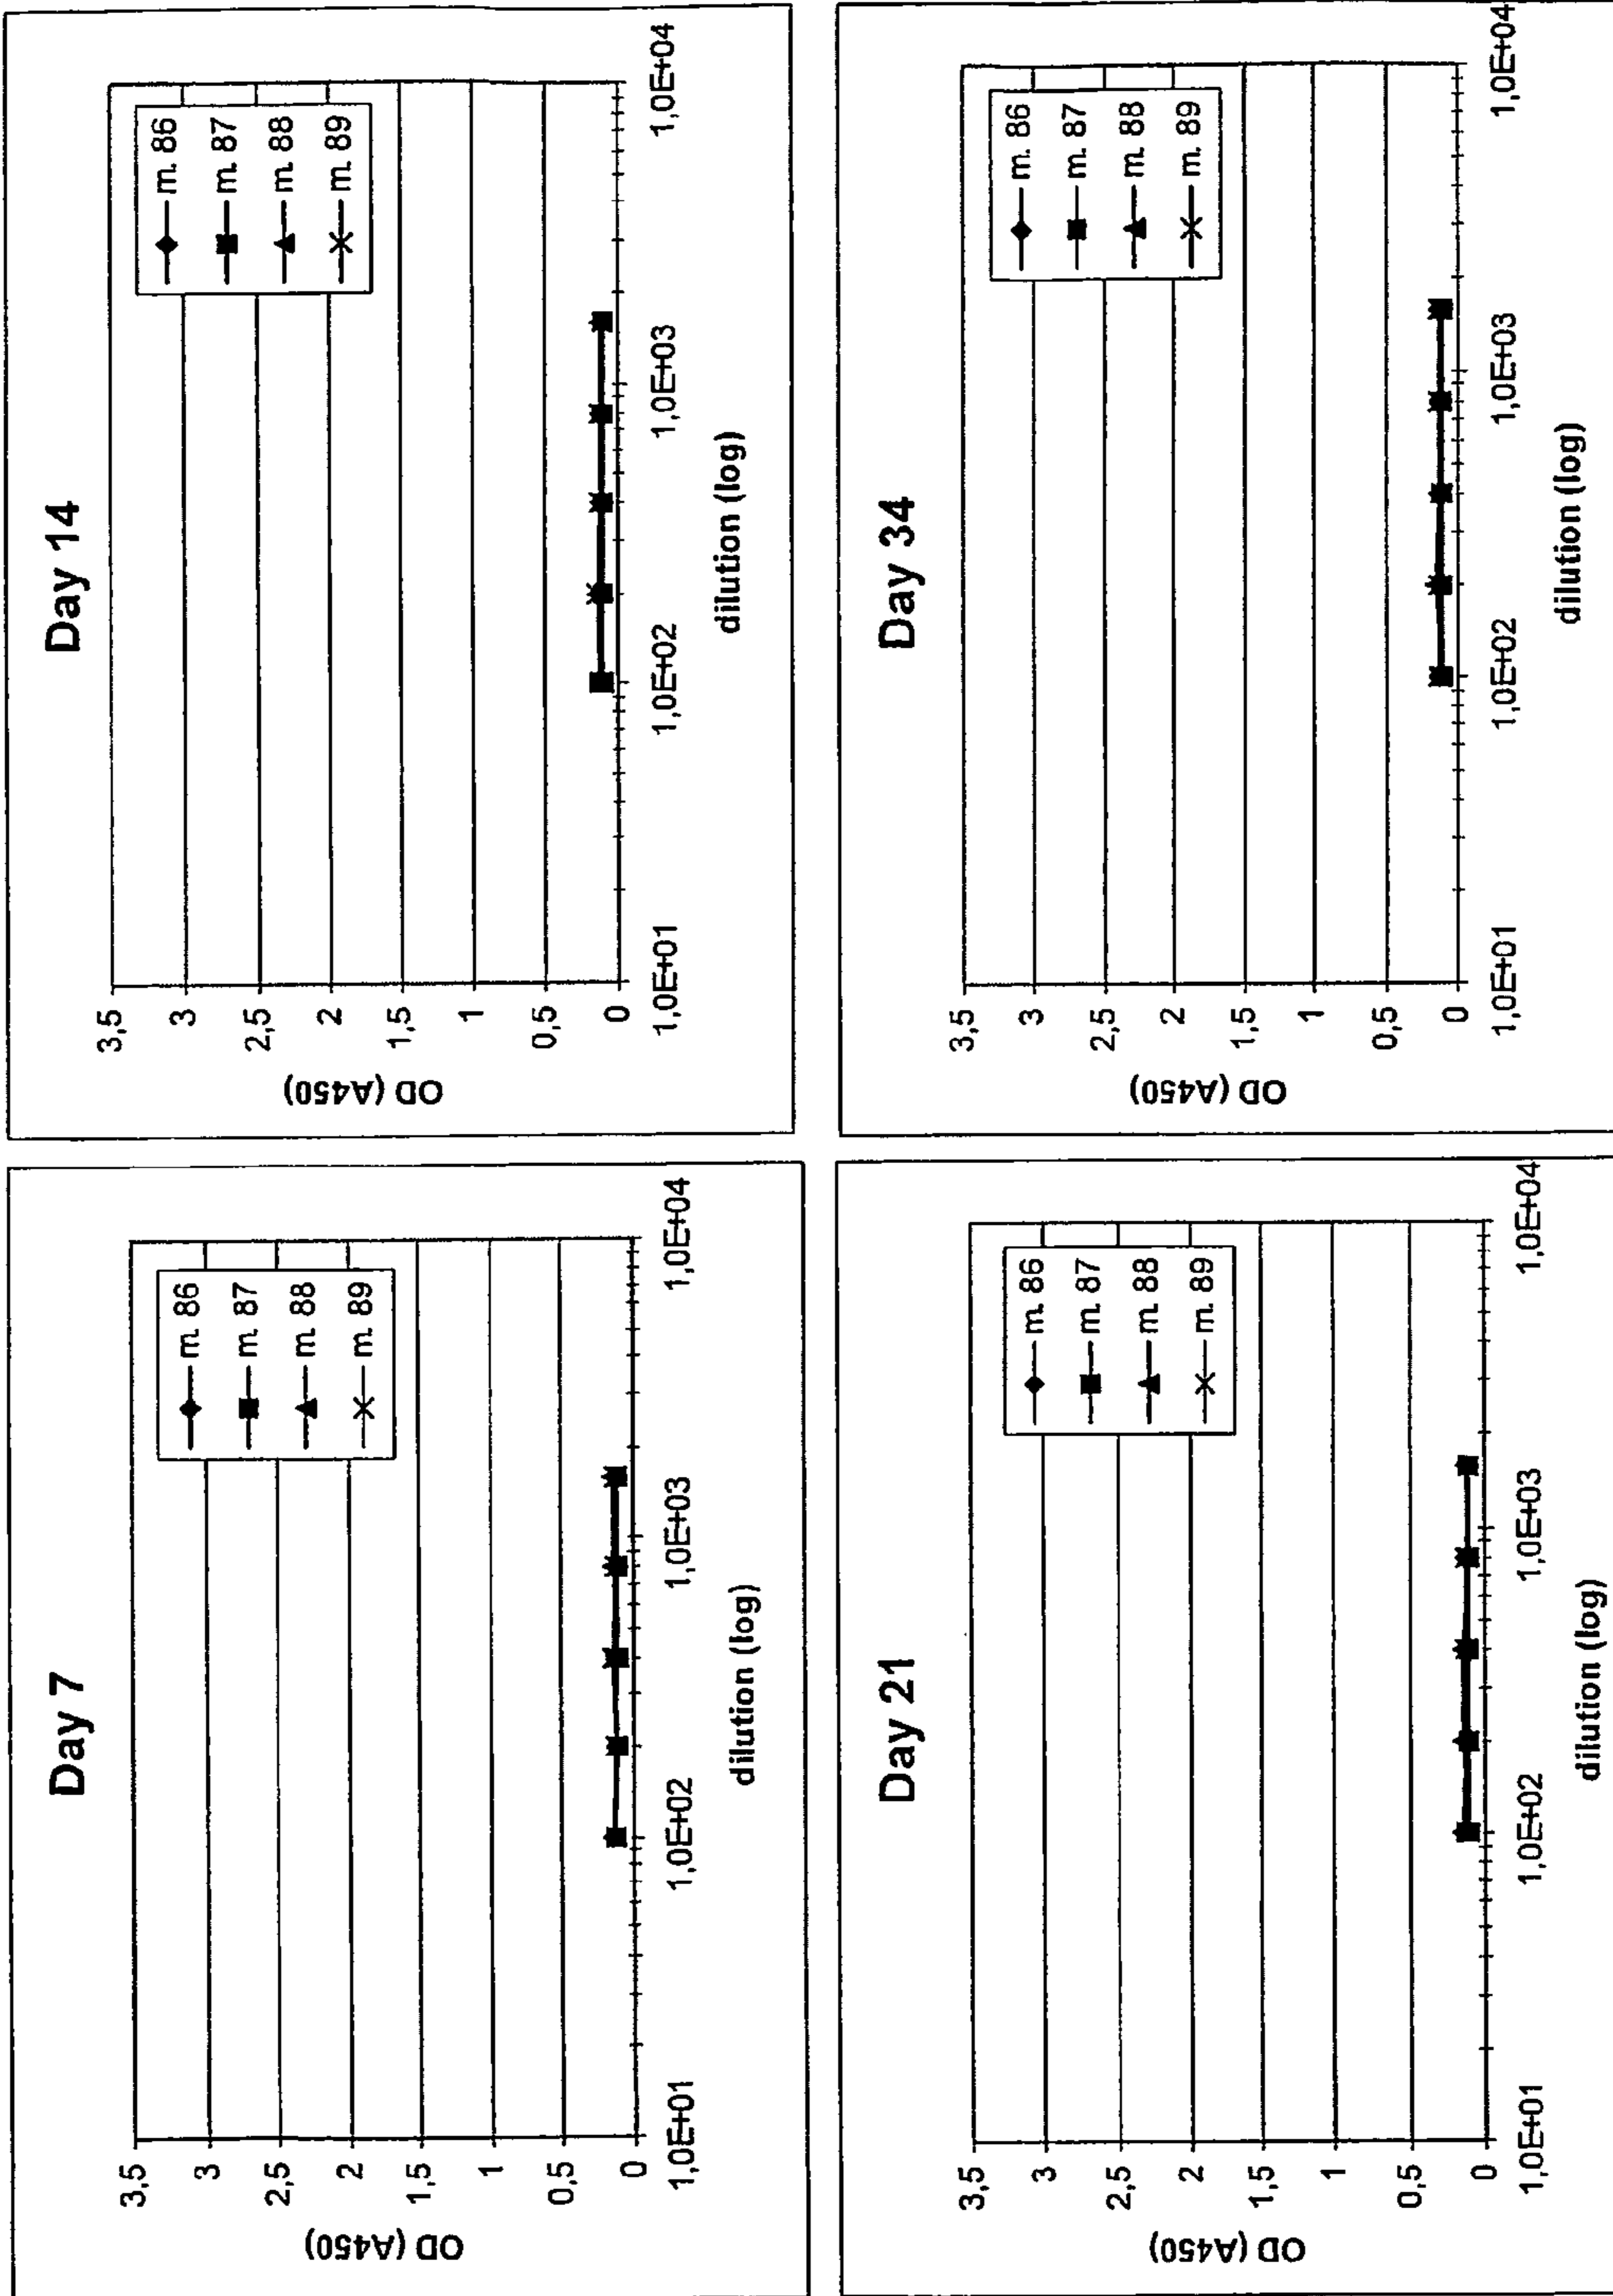 Day 7
OD (A450)
3,5
3
2,5
2
1,5
1
0,5
0
1,0E+01
1,0E+02
1,0E+03
1,0E+04
dilution (log)
m. 86
m. 87
m. 88
m. 89
Day 14
OD (A450)
3,5
3
2,5
2
1,5
1
0,5
0
1,0E+01
1,0E+02
1,0E+03
1,0E+04
dilution (log)
m. 86
m. 87
m. 88
m. 89
Day 21
OD (A450)
3,5
3
2,5
2
1,5
1
0,5
0
1,0E+01
1,0E+02
1,0E+03
1,0E+04
dilution (log)
m. 86
m. 87
m. 88
m. 89
Day 34
OD (A450)
3,5
3
2,5
2
1,5
1
0,5
0
1,0E+01
1,0E+02
1,0E+03
1,0E+04
dilution (log)
m. 86
m. 87
m. 88
m. 89